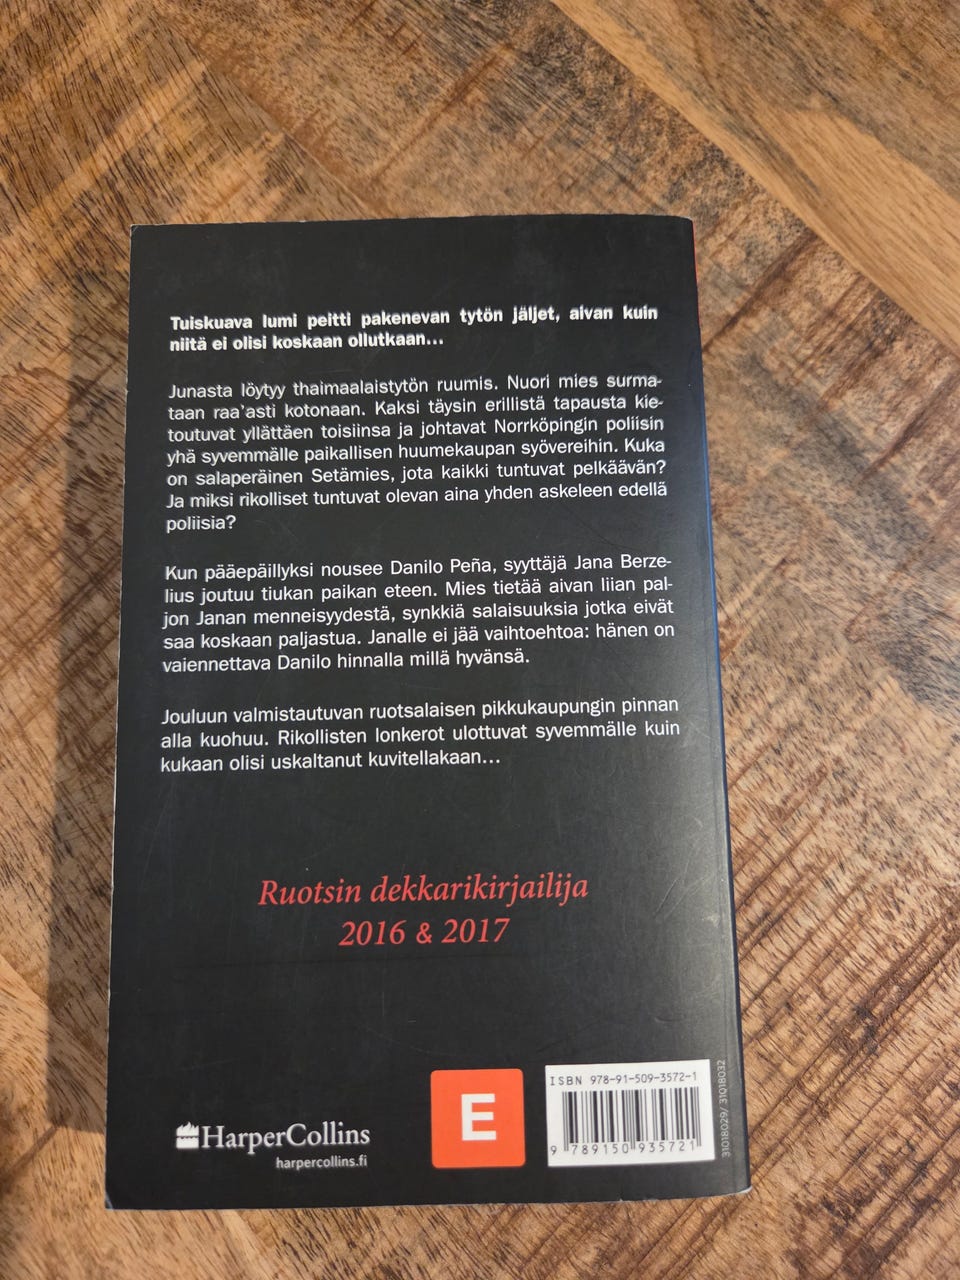 Tuiskuava lumi peitti pakenevan tytön jäljet, aivan kuin
niitä ei olisi koskaan ollutkaan...
Junasta löytyy thaimaalaistytön ruumis. Nuori mies surma-
taan raa'asti kotonaan. Kaksi täysin erillistä tapausta kie-
toutuvat yllättäen toisiinsa ja johtavat Norrköpingin poliisin
yhä syvemmälle paikallisen huumekaupan syövereihin. Kuka
on salaperäinen Setämies, jota kaikki tuntuvat pelkäävän?
Ja miksi rikolliset tuntuvat olevan aina yhden askeleen edellä
poliisia?
Kun pääepäillyksi nousee Danilo Peña, syyttäjä Jana Berze-
lius joutuu tiukan paikan eteen. Mies tietää aivan liian pal-
jon Janan menneisyydestä, synkkiä salaisuuksia jotka eivät
saa koskaan paljastua. Janalle ei jää vaihtoehtoa: hänen on
vaiennettava Danilo hinnalla millä hyvänsä.
Jouluun valmistautuvan ruotsalaisen pikkukaupungin pinnan
alla kuohuu. Rikollisten lonkerot ulottuvat syvemmälle kuin
kukaan olisi uskaltanut kuvitellakaan...
Ruotsin dekkarikirjailija
2016 & 2017
HarperCollins
harpercollins.fi
E
ISBN 978-91-509-3572-1
9 789150 935721
31018029/ 31018032